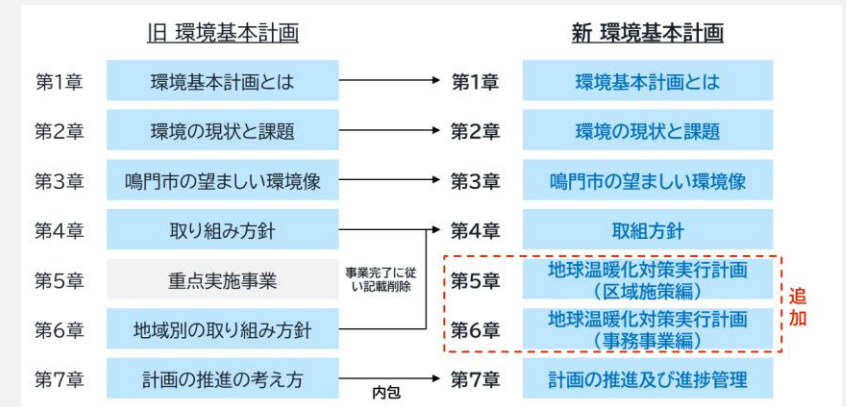 旧 環境基本計画
新 環境基本計画
第1章
環境基本計画とは
第1章
環境基本計画とは
第2章
環境の現状と課題
第2章
環境の現状と課題
第3章
鳴門市の望ましい環境像
第3章
鳴門市の望ましい環境像
第4章
取り組み方針
第4章
取組方針
第5章
重点実施事業
事業完了に従
い記載削除
第5章
地球温暖化対策実行計画
(区域施策編)
追
加
第6章
地域別の取り組み方針
第6章
地球温暖化対策実行計画
(事務事業編)
第7章
計画の推進の考え方
内包
第7章
計画の推進及び進捗管理